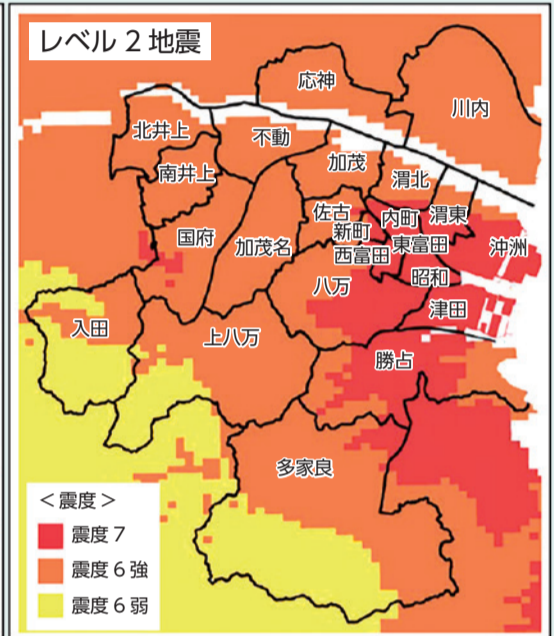 レベル2地震
応神
川内
北井上
不動
加茂
南井上
渭北
佐古
内町
渭東
新町
国府
加茂名
西富田
東富田
沖洲
八万
昭和
津田
入田
上八万
勝占
多家良
<震度>
震度7
震度6強
震度6弱